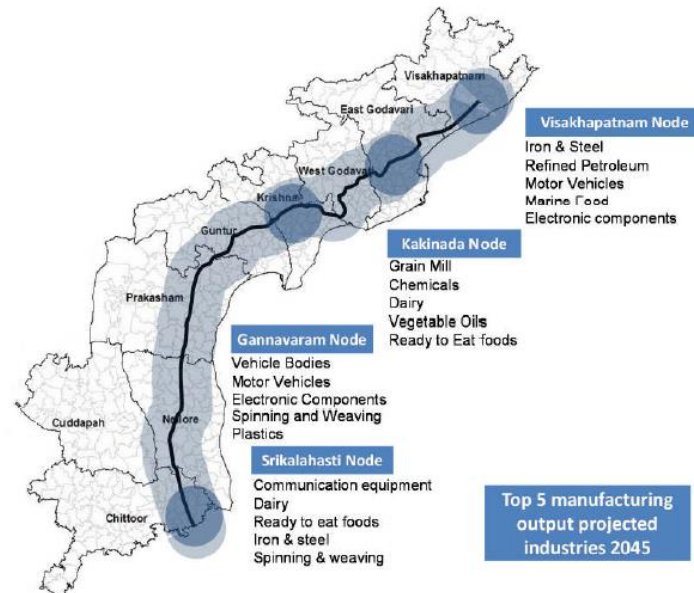 Visakhapatnam
East Godavari
West Godavari
Krishna
Guntur
Prakasham
Nellore
Cuddapah
Chittoor
Visakhapatnam Node
Iron & Steel
Refined Petroleum
Motor Vehicles
Marine Food
Electronic components
Kakinada Node
Grain Mill
Chemicals
Dairy
Vegetable Oils
Ready to Eat foods
Gannavaram Node
Vehicle Bodies
Motor Vehicles
Electronic Components
Spinning and Weaving
Plastics
Srikalahasti Node
Communication equipment
Dairy
Ready to eat foods
Iron & steel
Spinning & weaving
Top 5 manufacturing
output projected
industries 2045